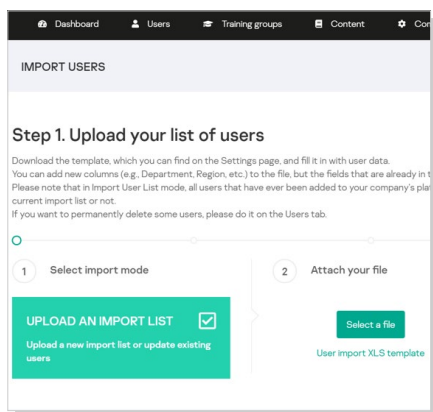 Dashboard Users Training groups Content Con
IMPORT USERS
Step 1. Upload your list of users
Download the template, which you can find on the Settings page, and fill it in with user data.
You can add new columns (e.g., Department, Region, etc.) to the file, but the fields that are already in t
Please note that in Import User List mode, all users that have ever been added to your company's pla
current import list or not.
If you want to permanently delete some users, please do it on the Users tab.
1 Select import mode
2 Attach your file
UPLOAD AN IMPORT LIST
Upload a new import list or update existing
users
Select a file
User import XLS template